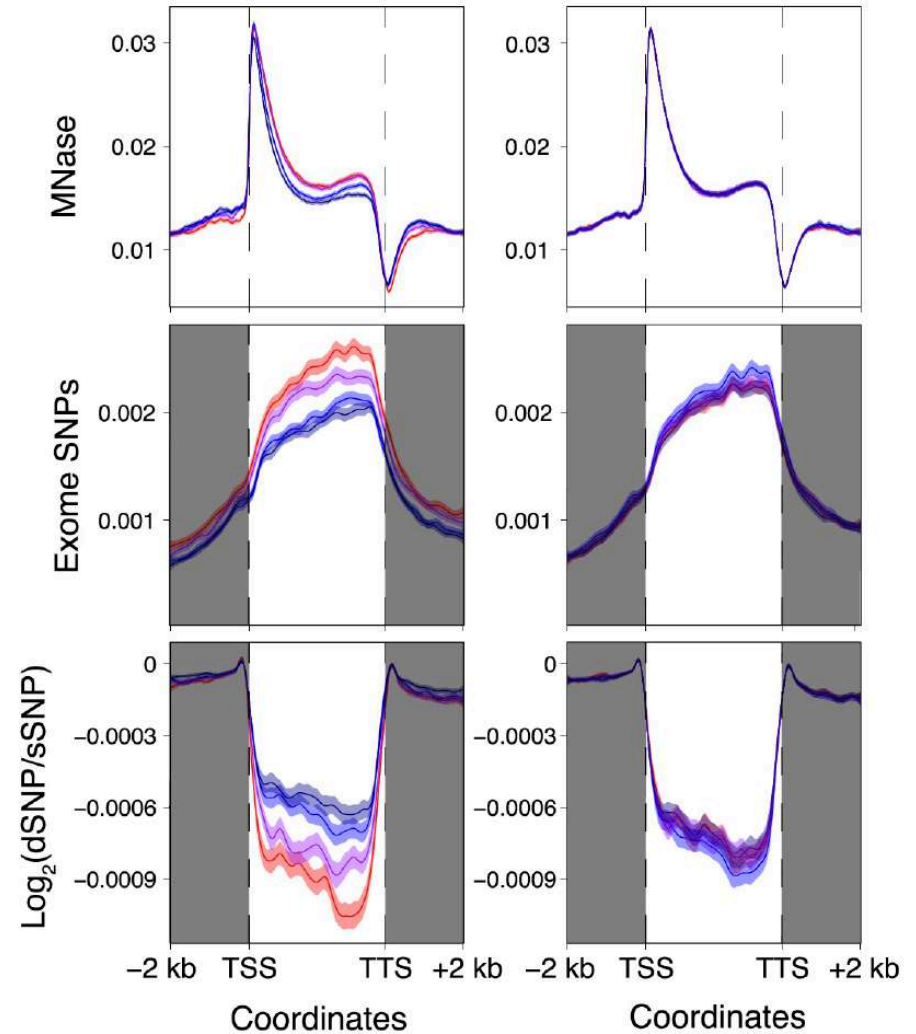 MNase
0.03
0.02
0.01
Exome SNPs
0.002
0.001
0.002
0.001
Log₂(dSNP/sSNP)
0
−0.0003
−0.0006
−0.0009
0
−0.0003
−0.0006
−0.0009
0.03
0.02
0.01
−2 kb TSS TTS +2 kb
−2 kb TSS TTS +2 kb
Coordinates
Coordinates